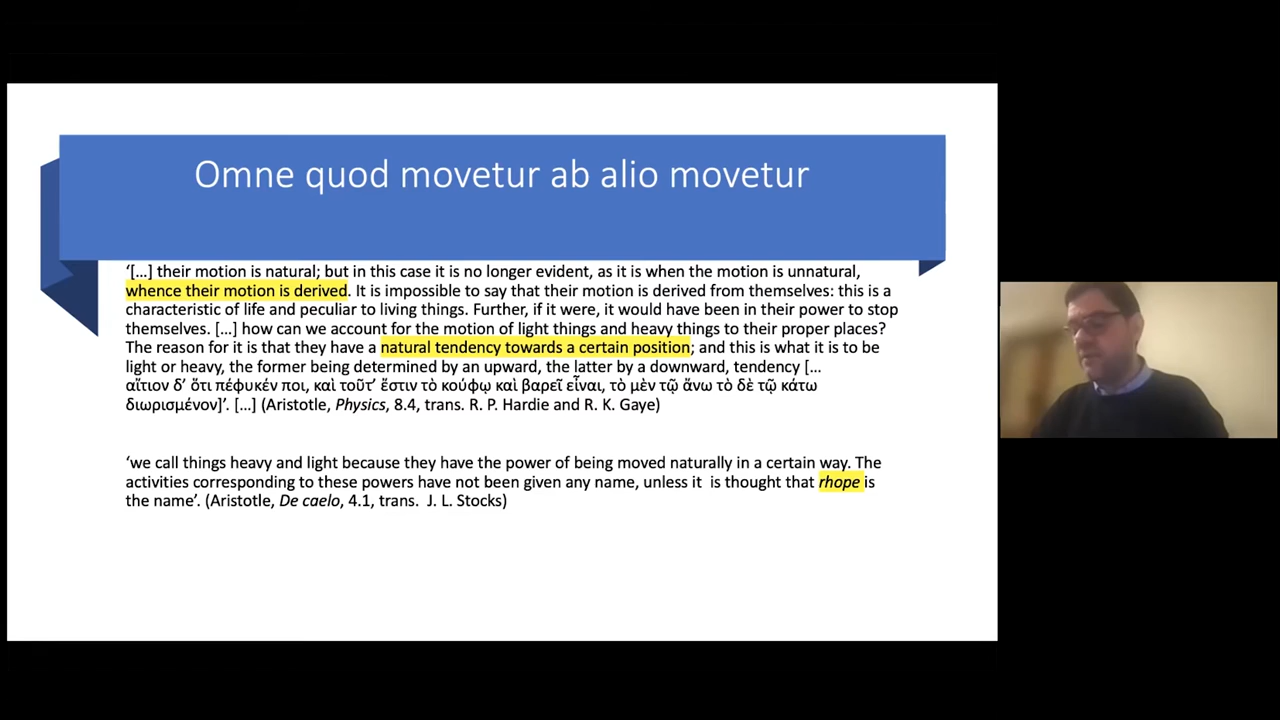 Omne quod movetur ab alio movetur
‘[…] their motion is natural; but in this case it is no longer evident, as it is when the motion is unnatural,
whence their motion is derived. It is impossible to say that their motion is derived from themselves: this is a
characteristic of life and peculiar to living things. Further, if it were, it would have been in their power to stop
themselves. […] how can we account for the motion of light things and heavy things to their proper places?
The reason for it is that they have a natural tendency towards a certain position; and this is what it is to be
light or heavy, the former being determined by an upward, the latter by a downward, tendency […
αἴτιον δ’ ὅτι πέφυκέν ποι, καὶ τοῦτ’ ἔστιν τὸ κούφῳ καὶ βαρεῖ εἶναι, τὸ μὲν τῷ ἄνω τὸ δὲ τῷ κάτω
διωρισμένον]’. […] (Aristotle, Physics, 8.4, trans. R. P. Hardie and R. K. Gaye)
‘we call things heavy and light because they have the power of being moved naturally in a certain way. The
activities corresponding to these powers have not been given any name, unless it is thought that rhope is
the name’. (Aristotle, De caelo, 4.1, trans. J. L. Stocks)